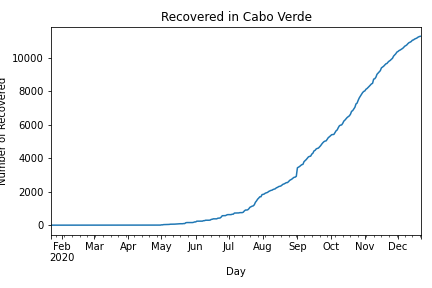 Recovered in Cabo Verde
Number of Recovered
10000
8000
6000
4000
2000
0
Feb Mar Apr May Jun Jul Aug Sep Oct Nov Dec
2020
Day